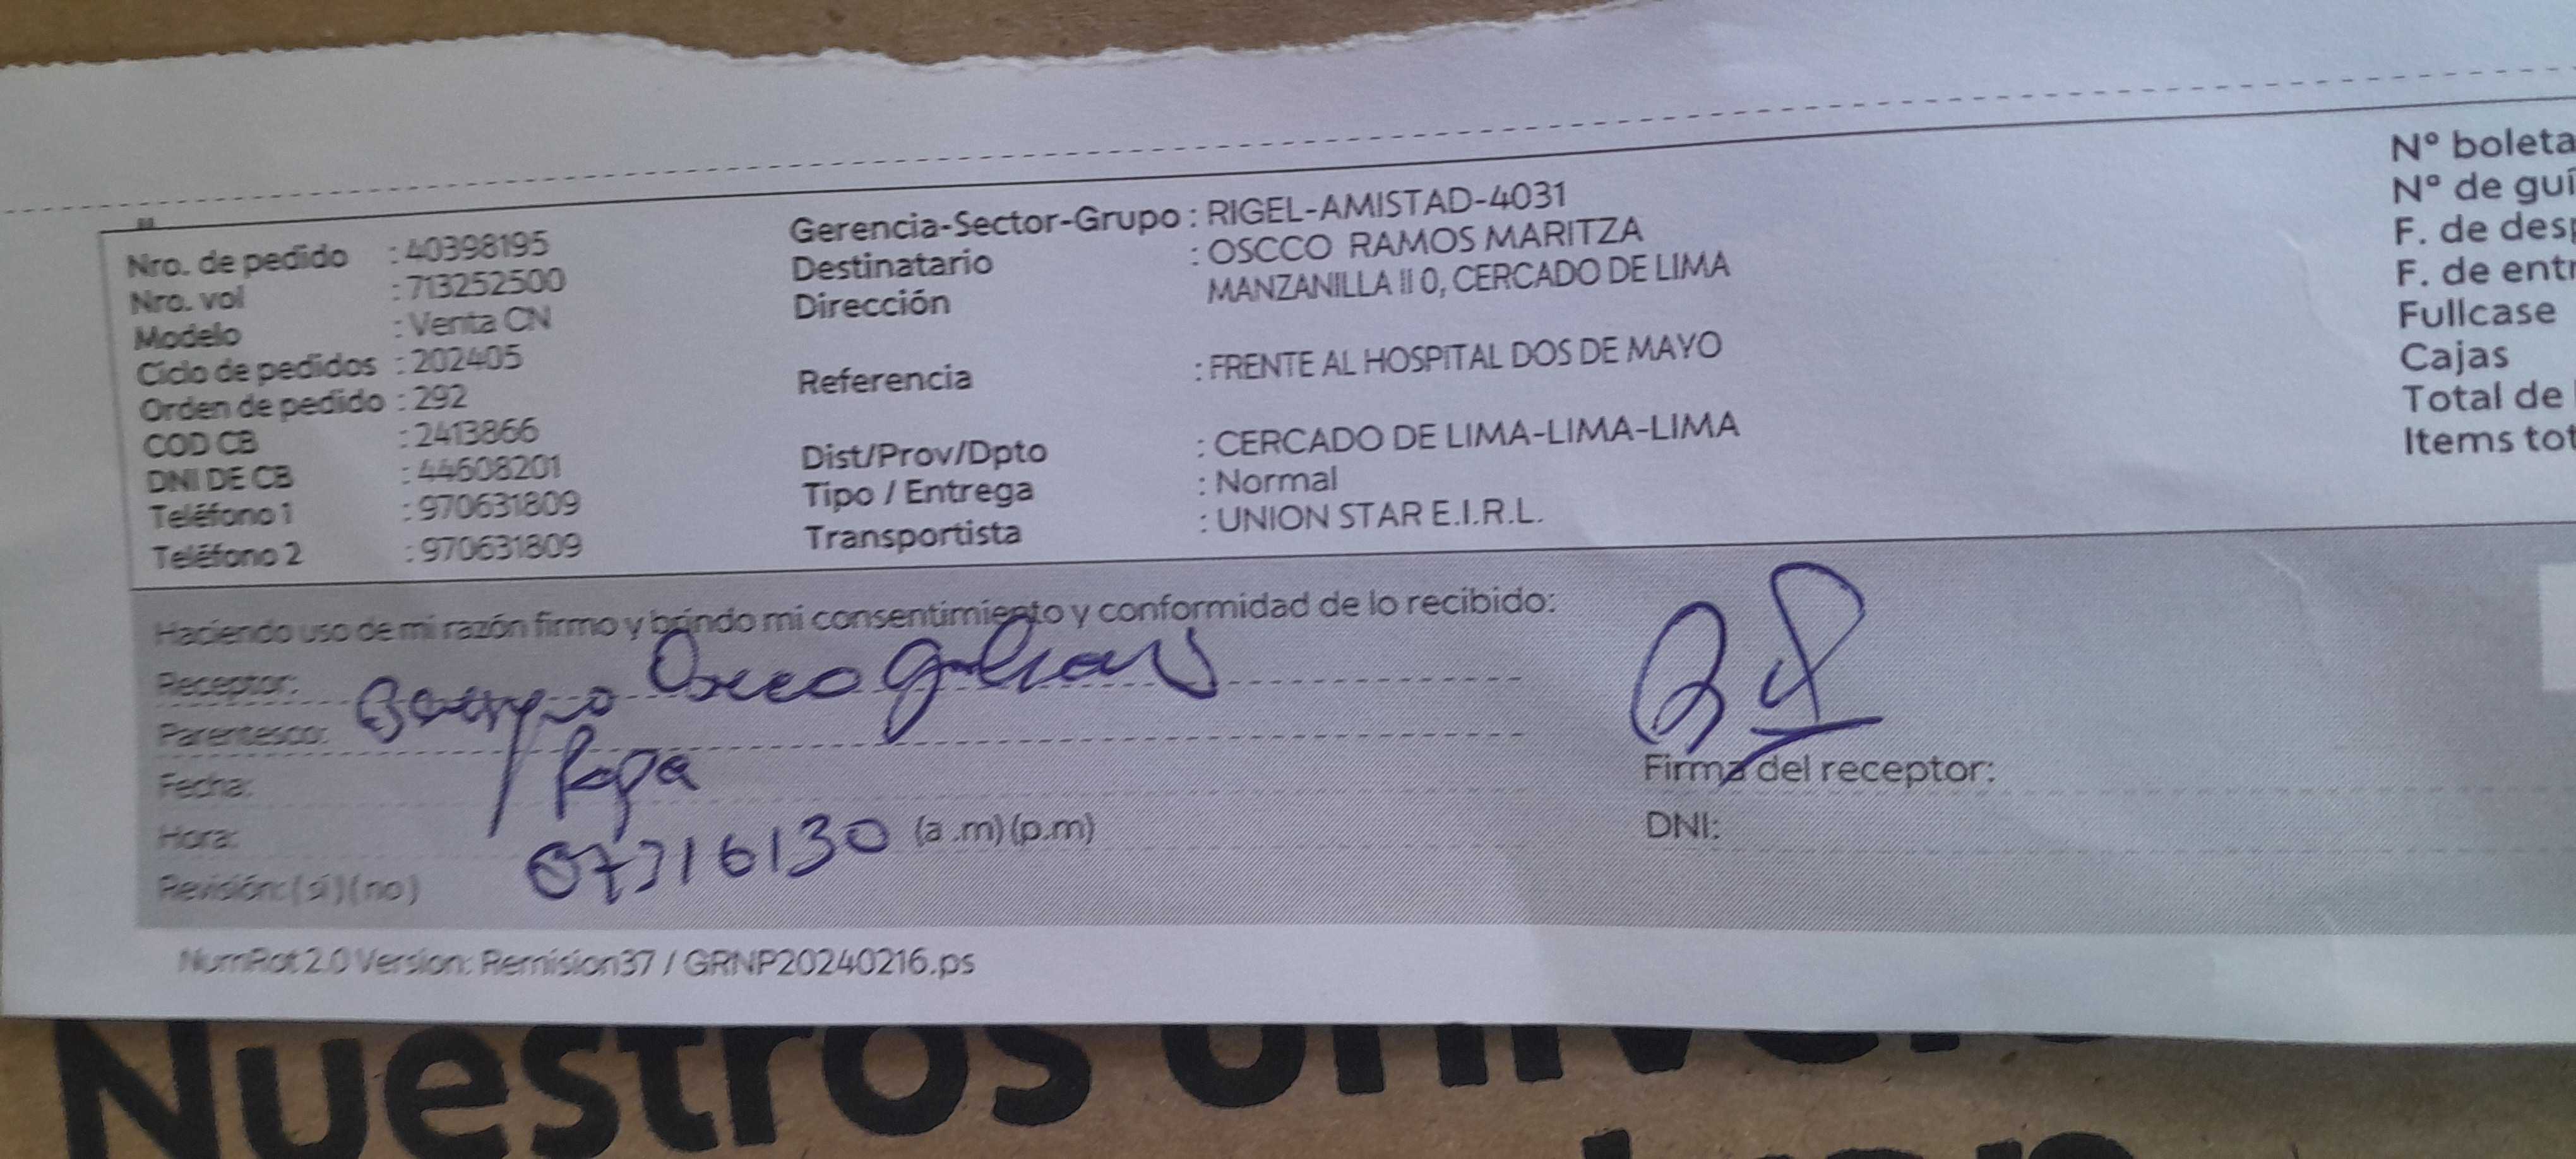 Nro. de pedido : 40398195
Nro. vol : 713252500
Modelo : Venta CN
Ciclo de pedidos : 202405
Orden de pedido : 292
COD CB : 2413866
DNI DE CB : 44608201
Teléfono 1 : 970631809
Teléfono 2 : 970631809
Gerencia-Sector-Grupo : RIGEL-AMISTAD-4031
Destinatario : OSCCO RAMOS MARITZA
Dirección MANZANILLA II 0, CERCADO DE LIMA
Referencia : FRENTE AL HOSPITAL DOS DE MAYO
Dist/Prov/Dpto : CERCADO DE LIMA-LIMA-LIMA
Tipo / Entrega : Normal
Transportista : UNION STAR E.I.R.L.
Nº boleta
Nº de guí
F. de desp
F. de entr
Fullcase
Cajas
Total de
Items tot
Haciendo uso de mi razón firmo y brindo mi consentimiento y conformidad de lo recibido:
Receptor: Oscco
Parentesco:
Papa
Fecha:
Hora: (a .m) (p.m)
07316130
Revisión: (si) (no)
Firma del receptor:
DNI:
NumRot 2.0 Version: Remision37 / GRNP20240216.ps
Nuestros